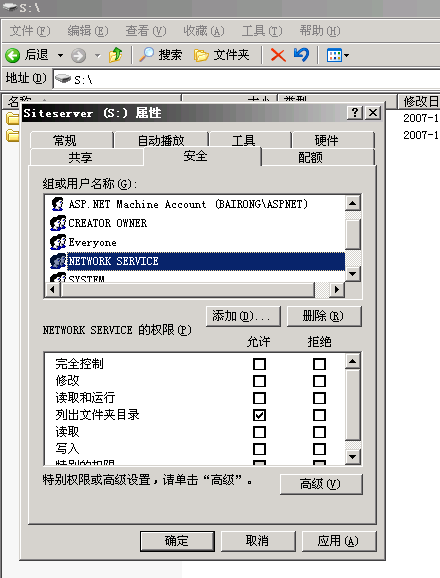 S:\
文件(F) 编辑(E) 查看(V) 收藏(A) 工具(T) 帮助(H)
后退 搜索 文件夹
地址(D) S:\
名称 大小 类型 修改日
2007-1
2007-1
Siteserver (S:) 属性
常规 自动播放 工具 硬件
共享 安全 配额
组或用户名称(G):
ASP.NET Machine Account (BAIRONG\ASPNET)
CREATOR OWNER
Everyone
NETWORK SERVICE
SYSTEM
添加(D)... 删除(R)
NETWORK SERVICE 的权限(P) 允许 拒绝
完全控制
修改
读取和运行
列出文件夹目录
读取
写入
特别的权限
特别权限或高级设置，请单击“高级”。 高级(V)
确定 取消 应用(A)